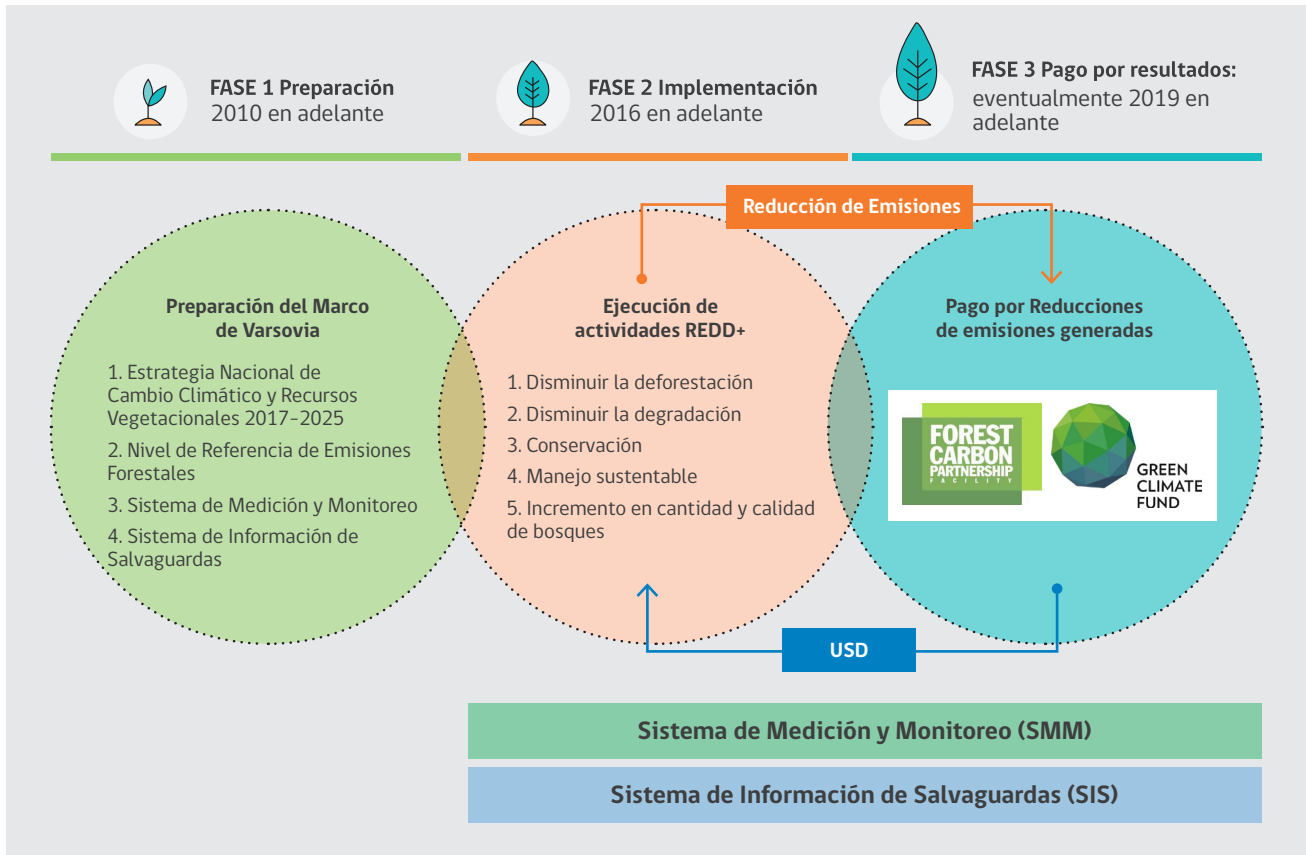 FASE 1 Preparación
2010 en adelante
FASE 2 Implementación
2016 en adelante
FASE 3 Pago por resultados:
eventualmente 2019 en
adelante
Reducción de Emisiones
Preparación del Marco
de Varsovia
1. Estrategia Nacional de
Cambio Climático y Recursos
Vegetacionales 2017-2025
2. Nivel de Referencia de Emisiones
Forestales
3. Sistema de Medición y Monitoreo
4. Sistema de Información de
Salvaguardas
Ejecución de
actividades REDD+
1. Disminuir la deforestación
2. Disminuir la degradación
3. Conservación
4. Manejo sustentable
5. Incremento en cantidad y calidad
de bosques
Pago por Reducciones
de emisiones generadas
FOREST
CARBON
PARTNERSHIP
FACILITY
GREEN
CLIMATE
FUND
USD
Sistema de Medición y Monitoreo (SMM)
Sistema de Información de Salvaguardas (SIS)